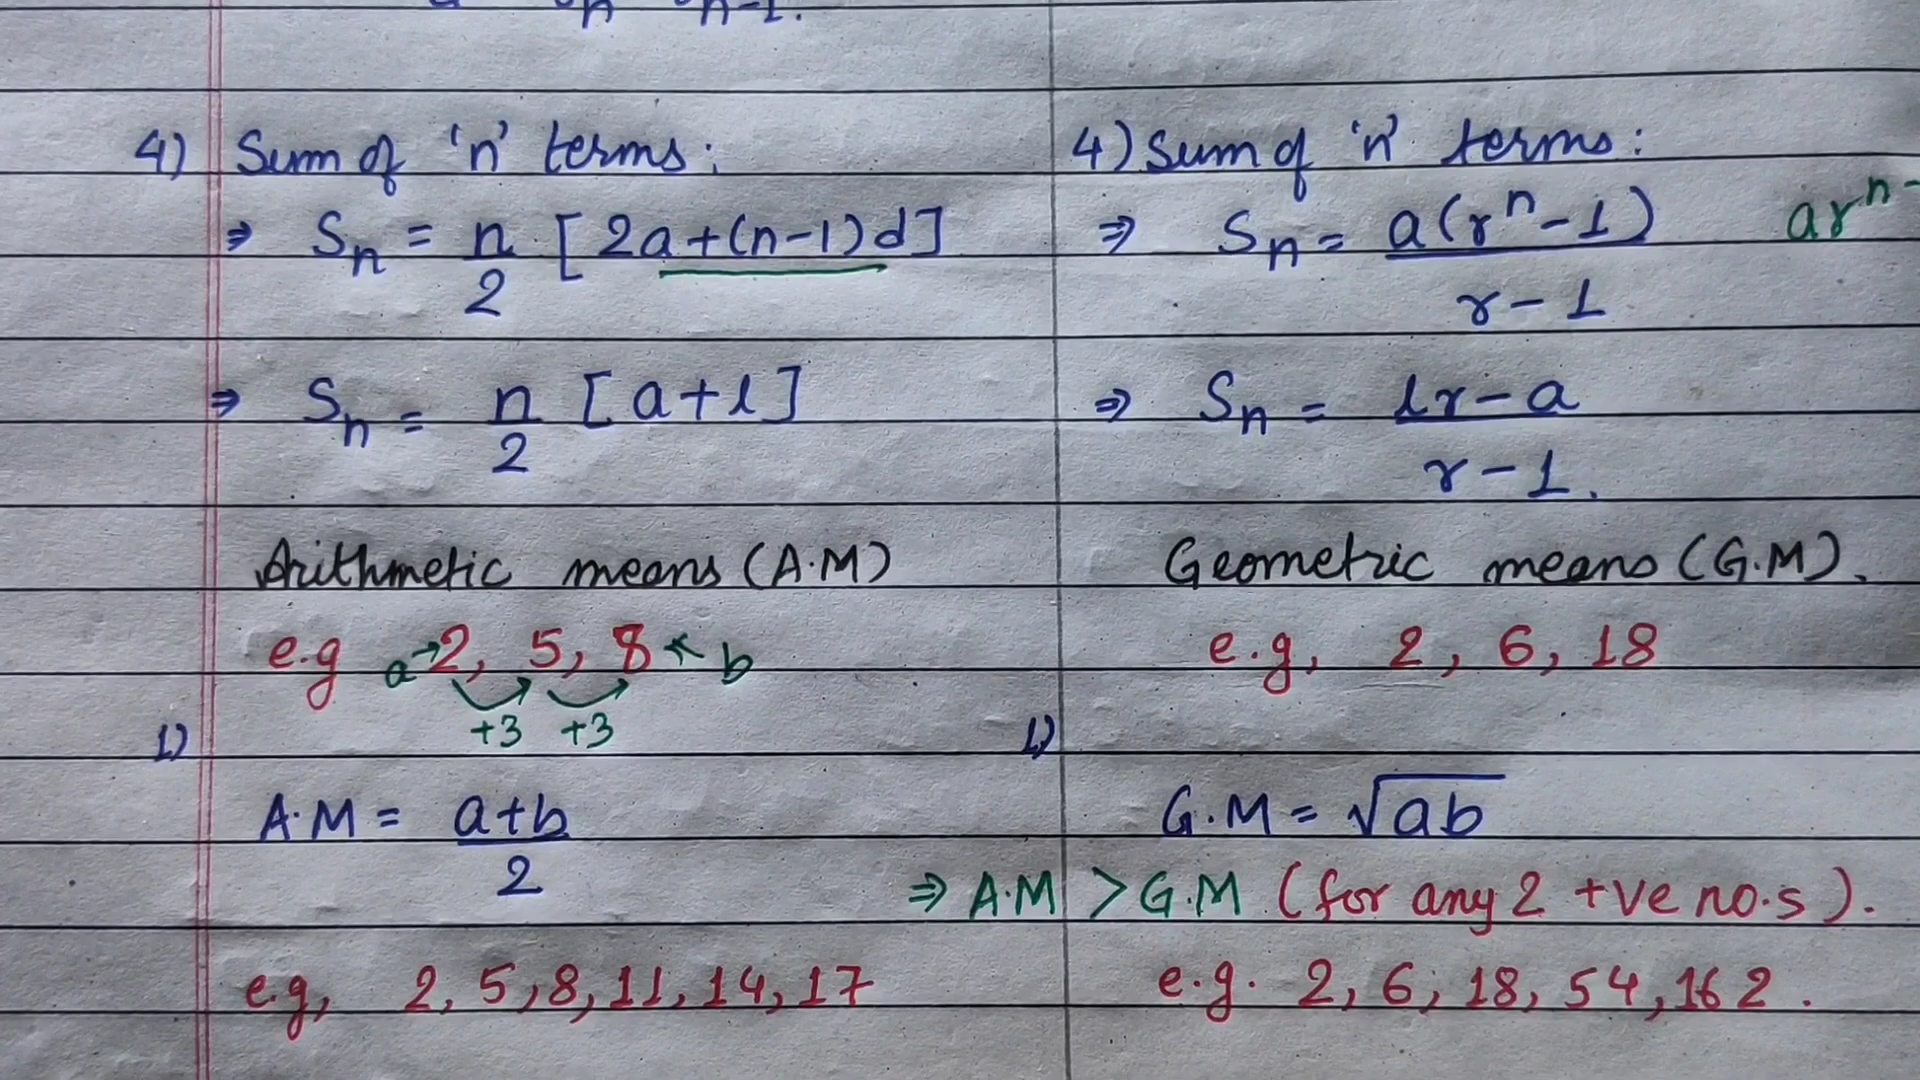 4) Sum of 'n' terms:
⇒ Sn = n/2 [2a+(n-1)d]
⇒ Sn = n/2 [a+l]
Arithmetic means (A.M)
e.g a→2, 5, 8← b
+3 +3
1)
A.M = a+b/2
e.g, 2, 5, 8, 11, 14, 17
4) Sum of 'n' terms:
⇒ Sn = a(rⁿ-1)/r-1
arⁿ⁻
⇒ Sn = lr-a/r-1.
Geometric means (G.M).
e.g, 2, 6, 18
1)
G.M = √ab
⇒ A.M > G.M (for any 2 +ve no.s).
e.g. 2, 6, 18, 54, 162.